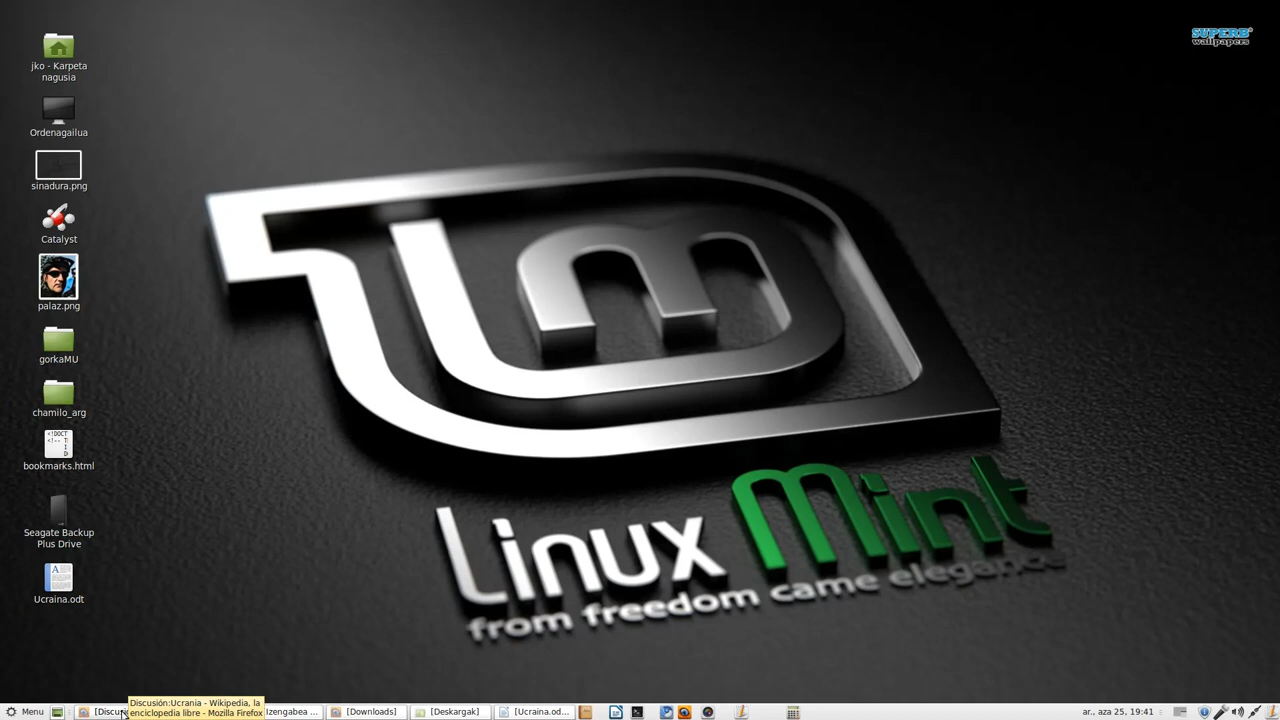 SUPERB
wallpapers
jko - Karpeta
nagusia
Ordenagailua
sinadura.png
Catalyst
palaz.png
gorkaMU
chamilo_arg
<!DOCT
<!--
bookmarks.html
Seagate Backup
Plus Drive
A
Ucraina.odt
Linux Mint
from freedom came elegance
Discusión:Ucrania - Wikipedia, la
enciclopedia libre - Mozilla Firefox
Menu
[Discu
Izengabea ...
[Downloads]
[Deskargak]
[Ucraina.od...
ar., aza 25, 19:41